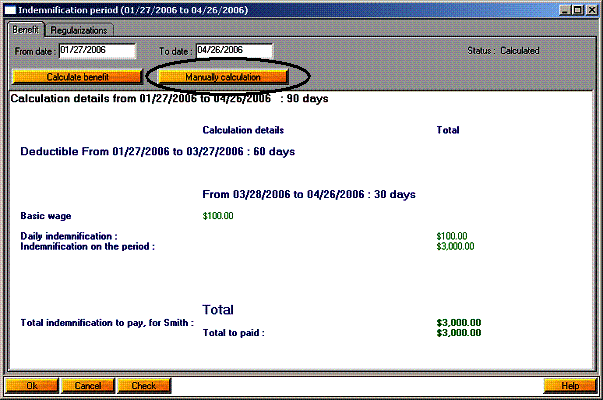 Indemnification period (01/27/2006 to 04/26/2006)
Benefit Regularizations
From date : 01/27/2006 To date : 04/26/2006 Status : Calculated
Calculate benefit Manually calculation
Calculation details from 01/27/2006 to 04/26/2006 : 90 days
Calculation details Total
Deductible From 01/27/2006 to 03/27/2006 : 60 days
From 03/28/2006 to 04/26/2006 : 30 days
Basic wage $100.00
Daily indemnification : $100.00
Indemnification on the period : $3,000.00
Total
Total indemnification to pay, for Smith : $3,000.00
Total to paid : $3,000.00
Ok Cancel Check Help